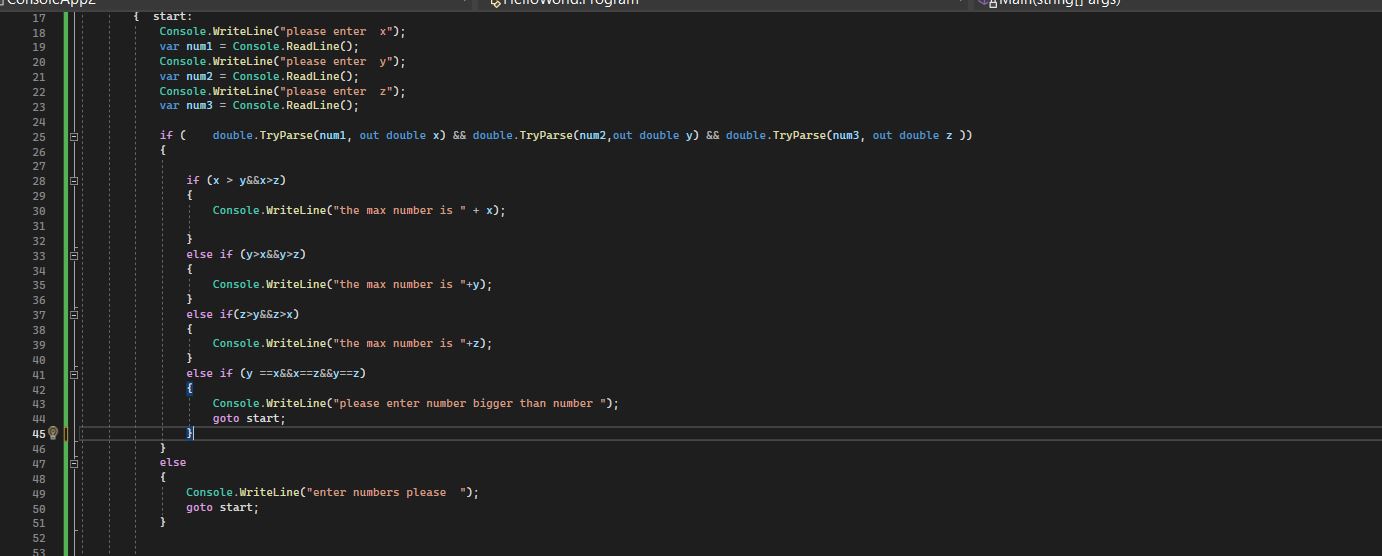 ConsoleApp2 HelloWorld.Program Main(string[] args)
17 { start:
18 Console.WriteLine("please enter  x");
19 var num1 = Console.ReadLine();
20 Console.WriteLine("please enter  y");
21 var num2 = Console.ReadLine();
22 Console.WriteLine("please enter  z");
23 var num3 = Console.ReadLine();
24
25 if (    double.TryParse(num1, out double x) && double.TryParse(num2,out double y) && double.TryParse(num3, out double z ))
26 {
27
28 if (x > y&&x>z)
29 {
30 Console.WriteLine("the max number is " + x);
31
32 }
33 else if (y>x&&y>z)
34 {
35 Console.WriteLine("the max number is "+y);
36 }
37 else if(z>y&&z>x)
38 {
39 Console.WriteLine("the max number is "+z);
40 }
41 else if (y ==x&&x==z&&y==z)
42 {
43 Console.WriteLine("please enter number bigger than number ");
44 goto start;
45 }
46 }
47 else
48 {
49 Console.WriteLine("enter numbers please  ");
50 goto start;
51 }
52
53